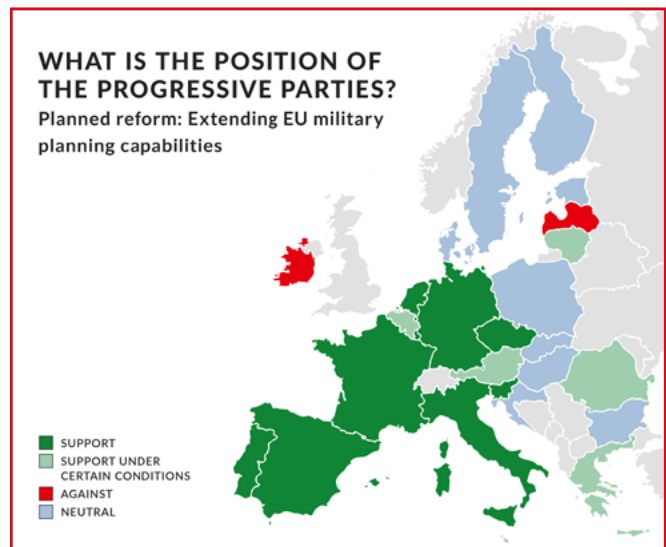 WHAT IS THE POSITION OF
THE PROGRESSIVE PARTIES?
Planned reform: Extending EU military
planning capabilities
SUPPORT
SUPPORT UNDER
CERTAIN CONDITIONS
AGAINST
NEUTRAL